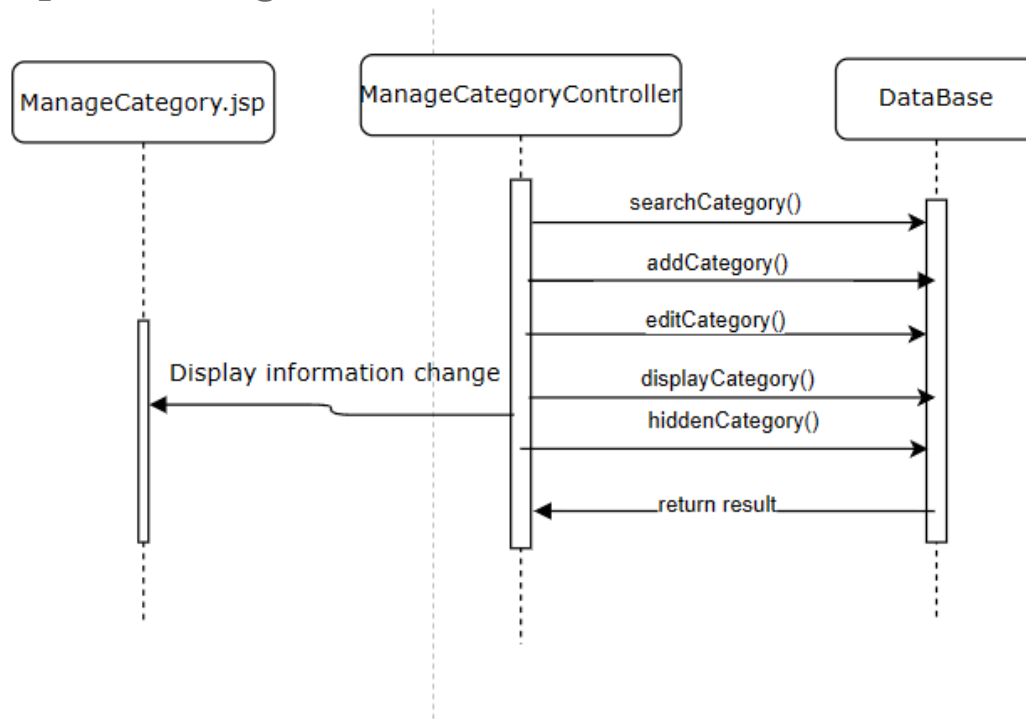 ManageCategory.jsp
ManageCategoryController
DataBase
searchCategory()
addCategory()
editCategory()
Display information change
displayCategory()
hiddenCategory()
return result